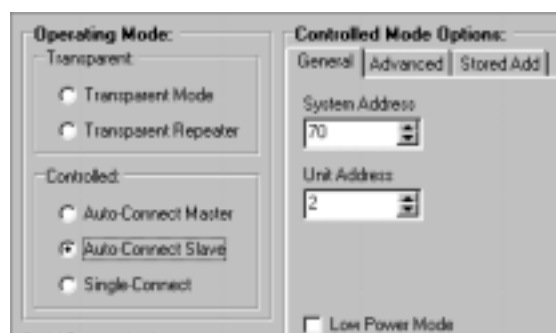 Operating Mode:
Transparent:
Transparent Mode
Transparent Repeater
Controlled:
Auto-Connect Master
Auto-Connect Slave
Single-Connect
Controlled Mode Options:
General
Advanced
Stored Add
System Address
70
Unit Address
2
Low Power Mode